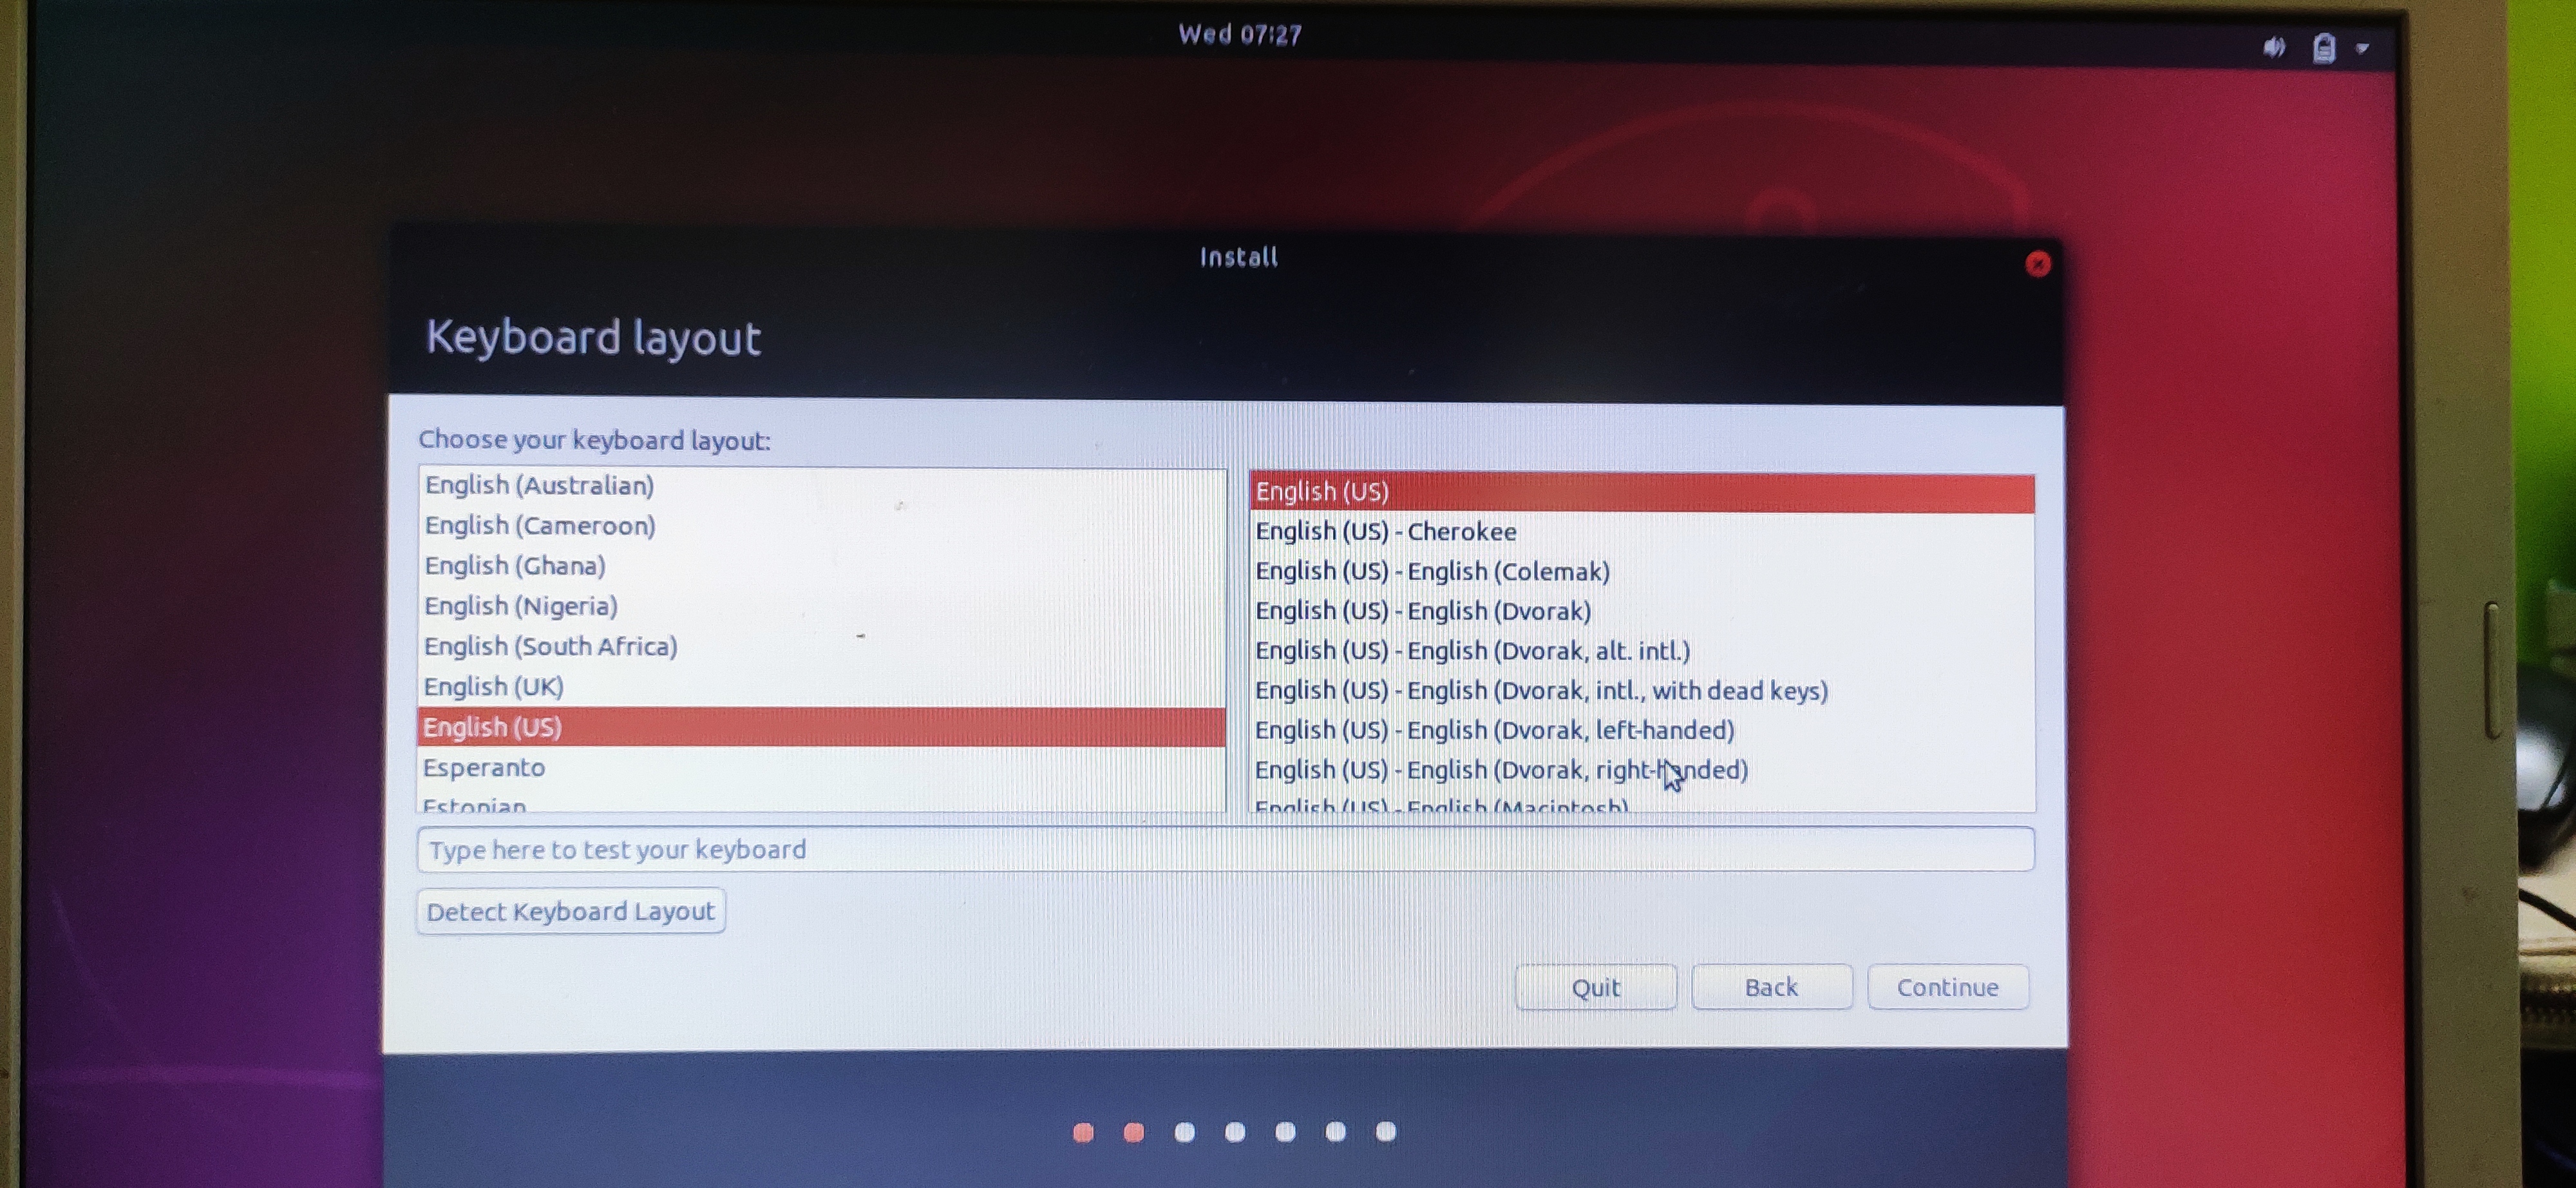 Wed 07:27
Install
Keyboard layout
Choose your keyboard layout:
English (Australian)
English (Cameroon)
English (Ghana)
English (Nigeria)
English (South Africa)
English (UK)
English (US)
Esperanto
Estonian
English (US)
English (US) - Cherokee
English (US) - English (Colemak)
English (US) - English (Dvorak)
English (US) - English (Dvorak, alt. intl.)
English (US) - English (Dvorak, intl., with dead keys)
English (US) - English (Dvorak, left-handed)
English (US) - English (Dvorak, right-handed)
English (US) - English (Macintosh)
Type here to test your keyboard
Detect Keyboard Layout
Quit
Back
Continue